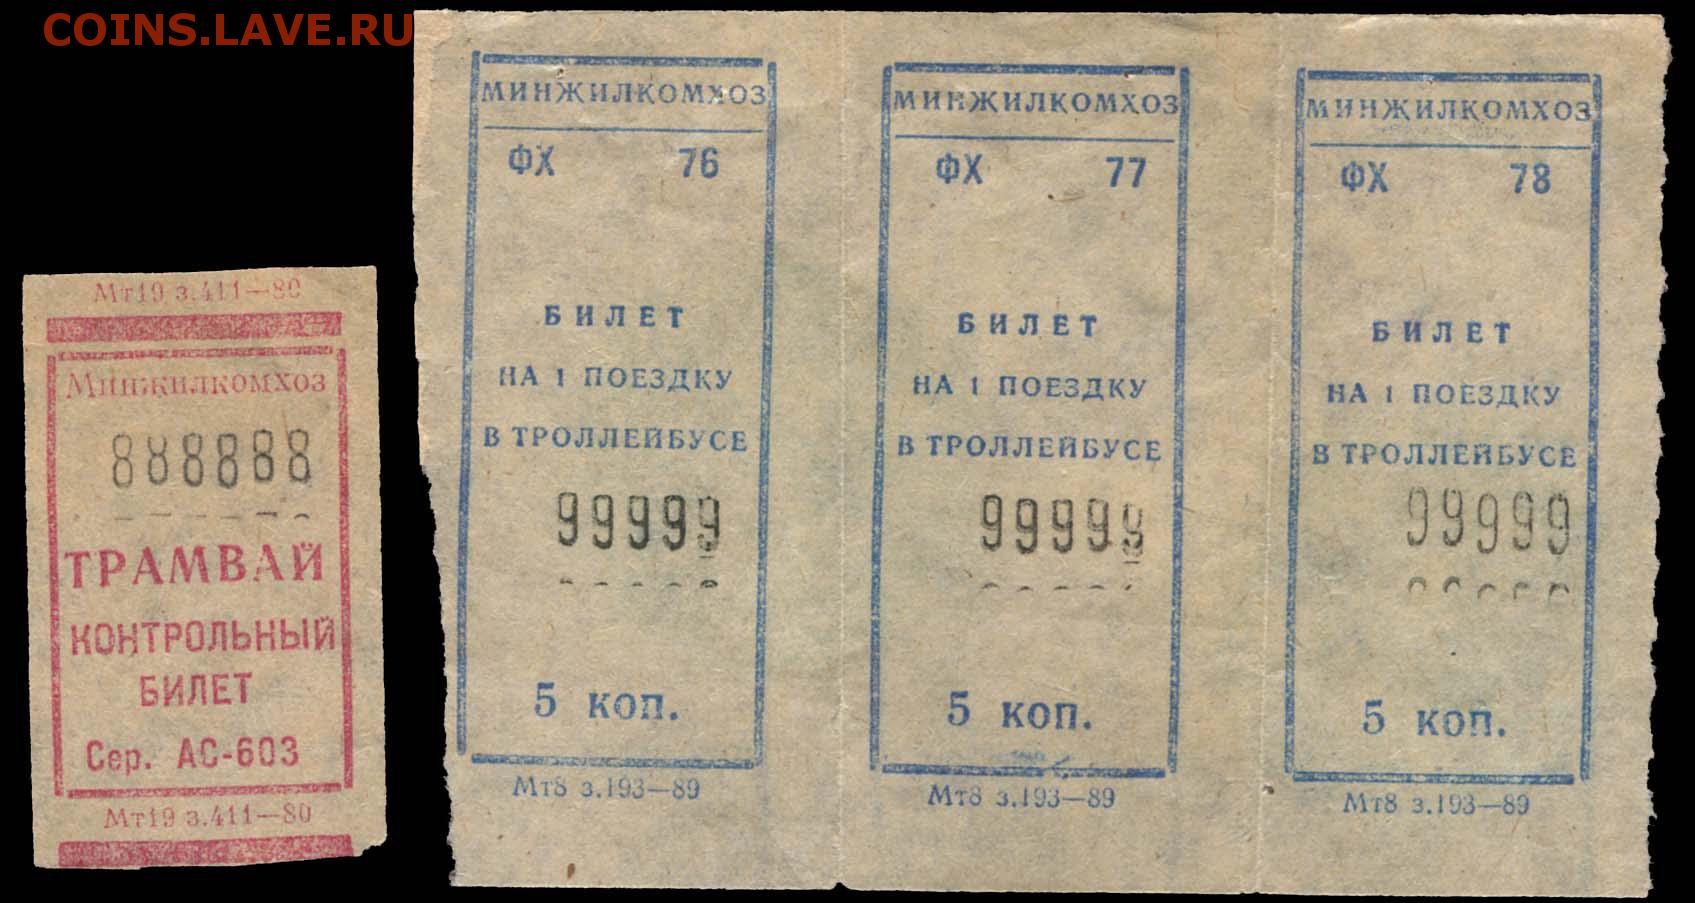 COINS.LAVE.RU
Мт19 з.411—80
МИНЖИЛКОМХОЗ
888888
ТРАМВАЙ
КОНТРОЛЬНЫЙ
БИЛЕТ
Сер. АС-603
Мт19 з.411—80
МИНЖИЛКОМХОЗ
ФХ 76
БИЛЕТ
НА 1 ПОЕЗДКУ
В ТРОЛЛЕЙБУСЕ
99999
5 коп.
Мт8 з.193—89
МИНЖИЛКОМХОЗ
ФХ 77
БИЛЕТ
НА 1 ПОЕЗДКУ
В ТРОЛЛЕЙБУСЕ
5 коп.
Мт8 з.193—89
МИНЖИЛКОМХОЗ
ФХ 78
БИЛЕТ
НА 1 ПОЕЗДКУ
В ТРОЛЛЕЙБУСЕ
99999
5 коп.
Мт8 з.193—89